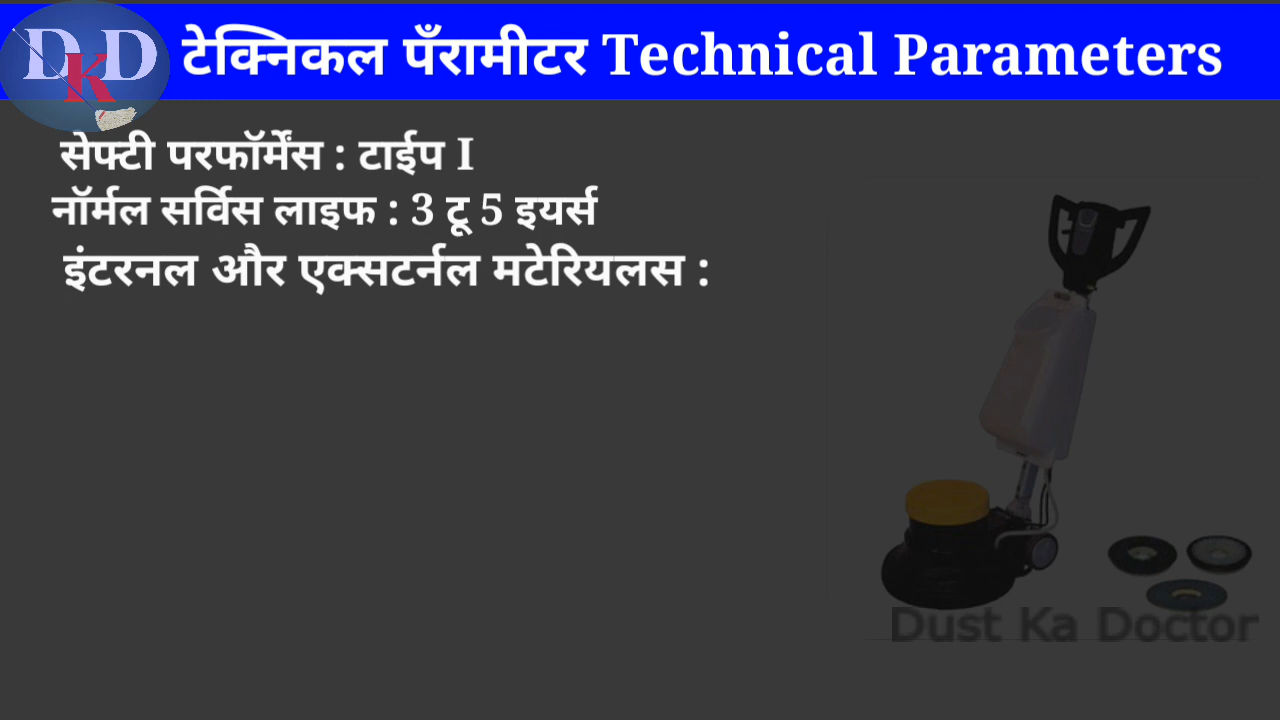 DKD
टेक्निकल पँरामीटर Technical Parameters
सेफ्टी परफॉर्मेंस : टाईप I
नॉर्मल सर्विस लाइफ : 3 टू 5 इयर्स
इंटरनल और एक्सटर्नल मटेरियलस :
Dust Ka Doctor